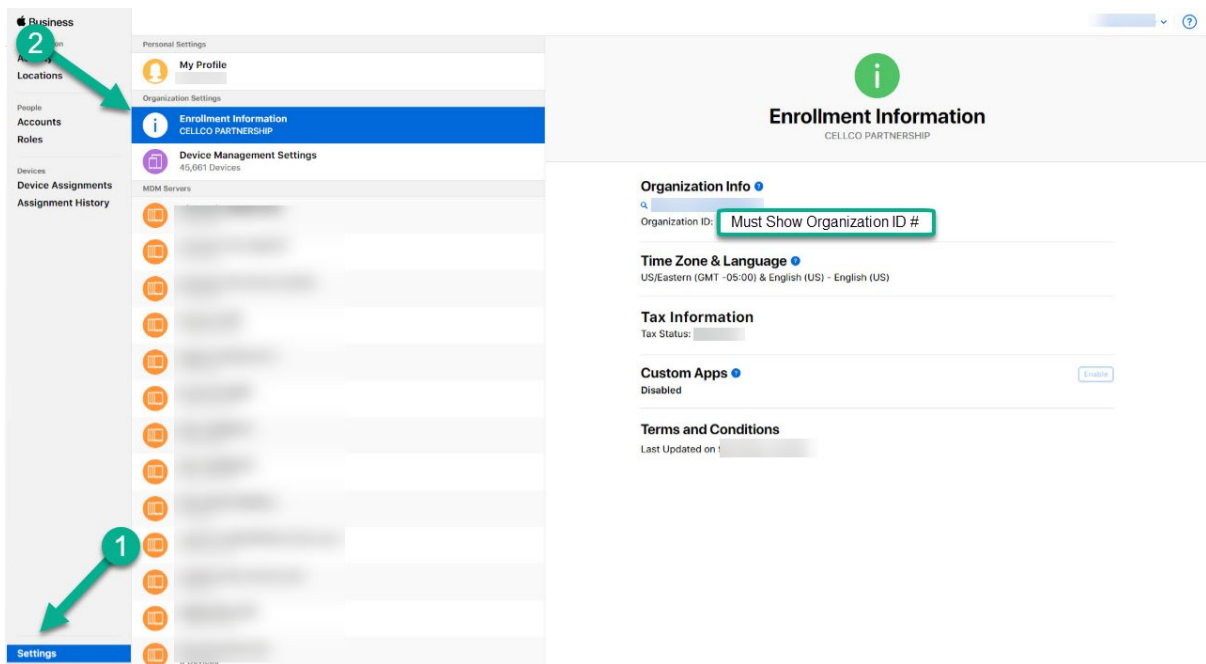 Business
2
Locations
People
Accounts
Roles
Devices
Device Assignments
Assignment History
1
Settings
Personal Settings
My Profile
Organization Settings
Enrollment Information
CELLCO PARTNERSHIP
Device Management Settings
45,661 Devices
MDM Servers
Devices
?
Enrollment Information
CELLCO PARTNERSHIP
Organization Info
Organization ID: Must Show Organization ID #
Time Zone & Language
US/Eastern (GMT -05:00) & English (US) - English (US)
Tax Information
Tax Status:
Custom Apps
Enable
Disabled
Terms and Conditions
Last Updated on